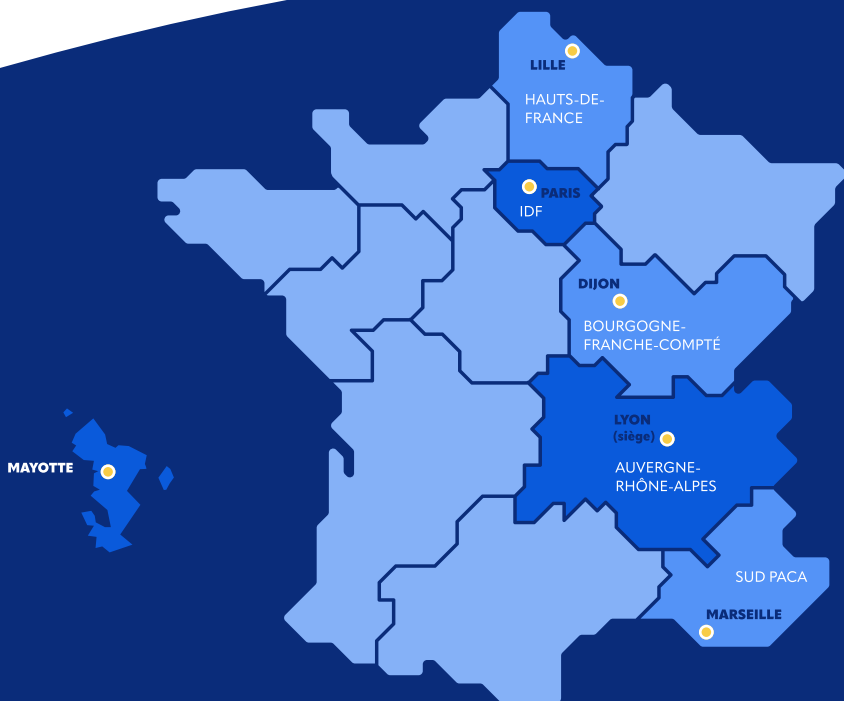 LILLE
HAUTS-DE-
FRANCE
PARIS
IDF
DIJON
BOURGOGNE-
FRANCHE-COMPTÉ
LYON
(siège)
AUVERGNE-
RHÔNE-ALPES
MAYOTTE
SUD PACA
MARSEILLE